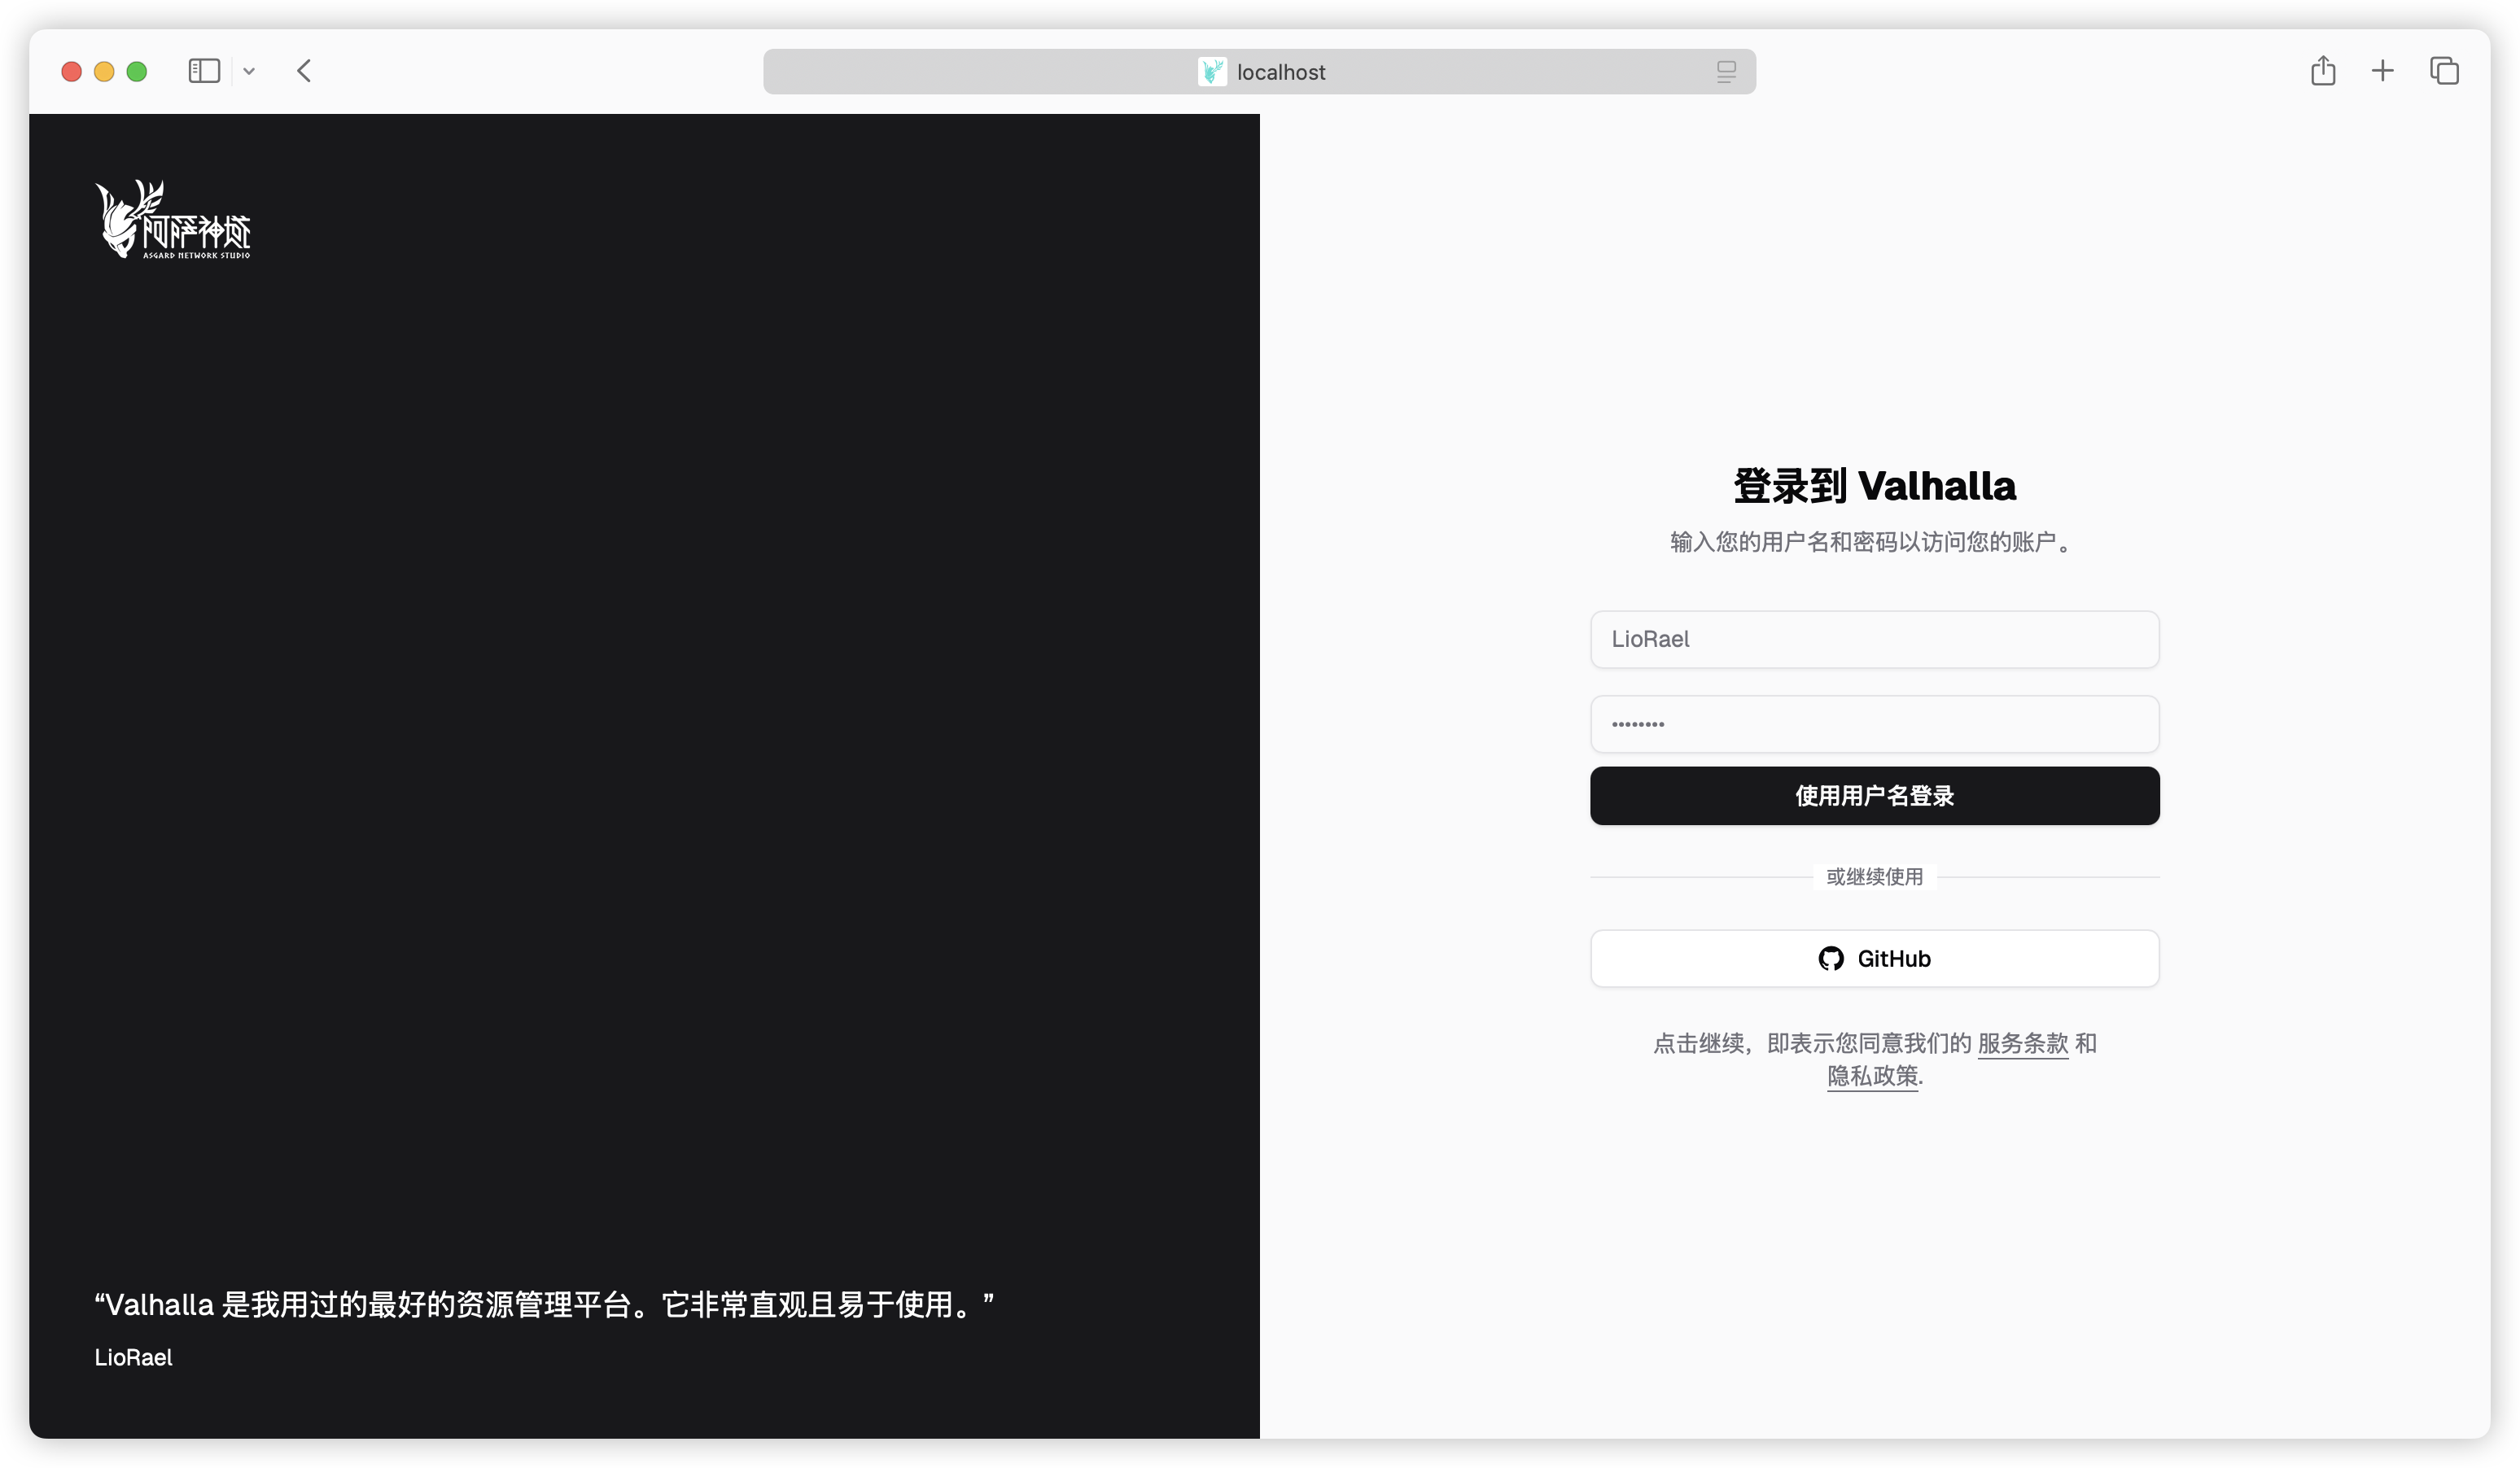 localhost
阿萨神域
ASGARD NETWORK STUDIO
“Valhalla 是我用过的最好的资源管理平台。它非常直观且易于使用。”
LioRael
登录到 Valhalla
输入您的用户名和密码以访问您的账户。
LioRael
••••••••
使用用户名登录
或继续使用
GitHub
点击继续，即表示您同意我们的 服务条款 和
隐私政策.